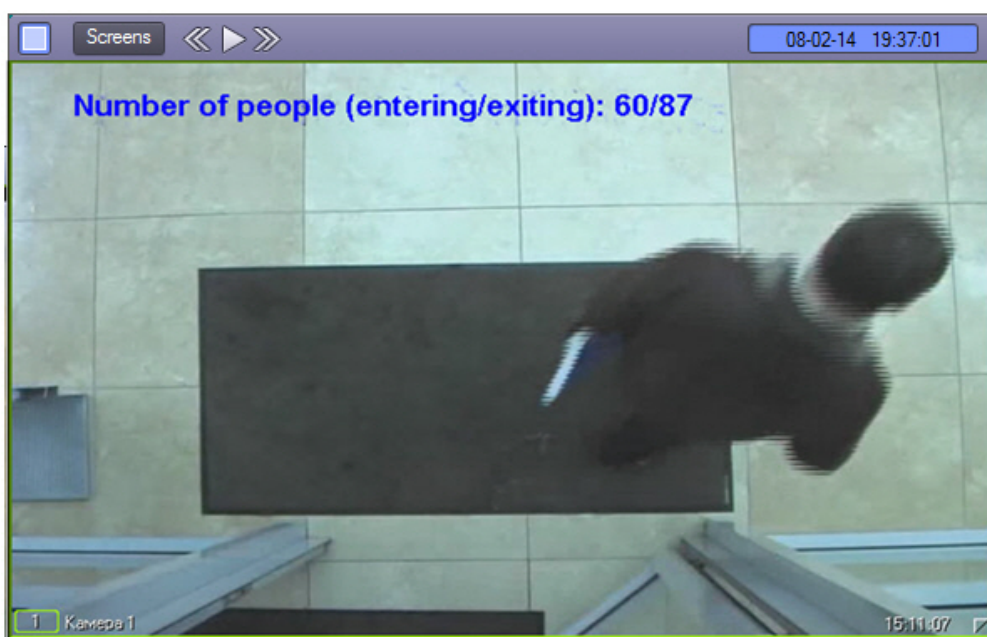 Screens
08-02-14 19:37:01
Number of people (entering/exiting): 60/87
1 Камера 1
15:11:07